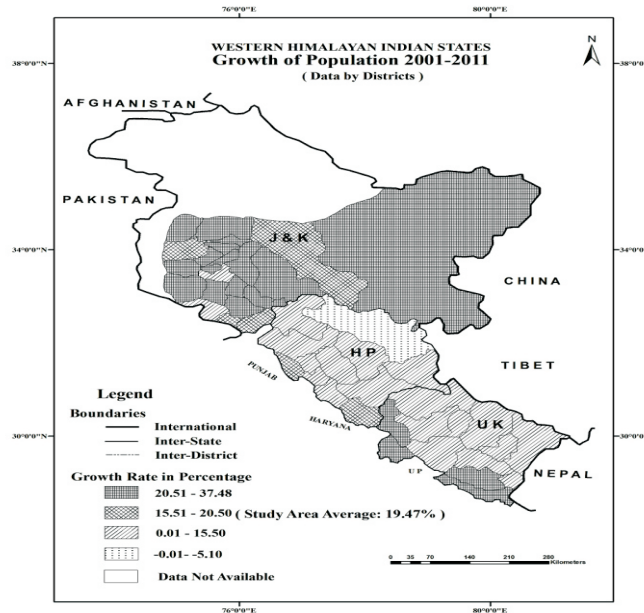 76°0'0"E
80°0'0"E
WESTERN HIMALAYAN INDIAN STATES
Growth of Population 2001-2011
( Data by Districts )
N
38°0'0"N
38°0'0"N
AFGHANISTAN
PAKISTAN
J & K
34°0'0"N
34°0'0"N
CHINA
HP
TIBET
PUNJAB
HARYANA
UK
UP
NEPAL
30°0'0"N
30°0'0"N
Legend
Boundaries
International
Inter-State
Inter-District
Growth Rate in Percentage
20.51 - 37.48
15.51 - 20.50 ( Study Area Average: 19.47% )
0.01 - 15.50
-0.01- -5.10
Data Not Available
0 35 70 140 210 280
Kilometers
76°0'0"E
80°0'0"E